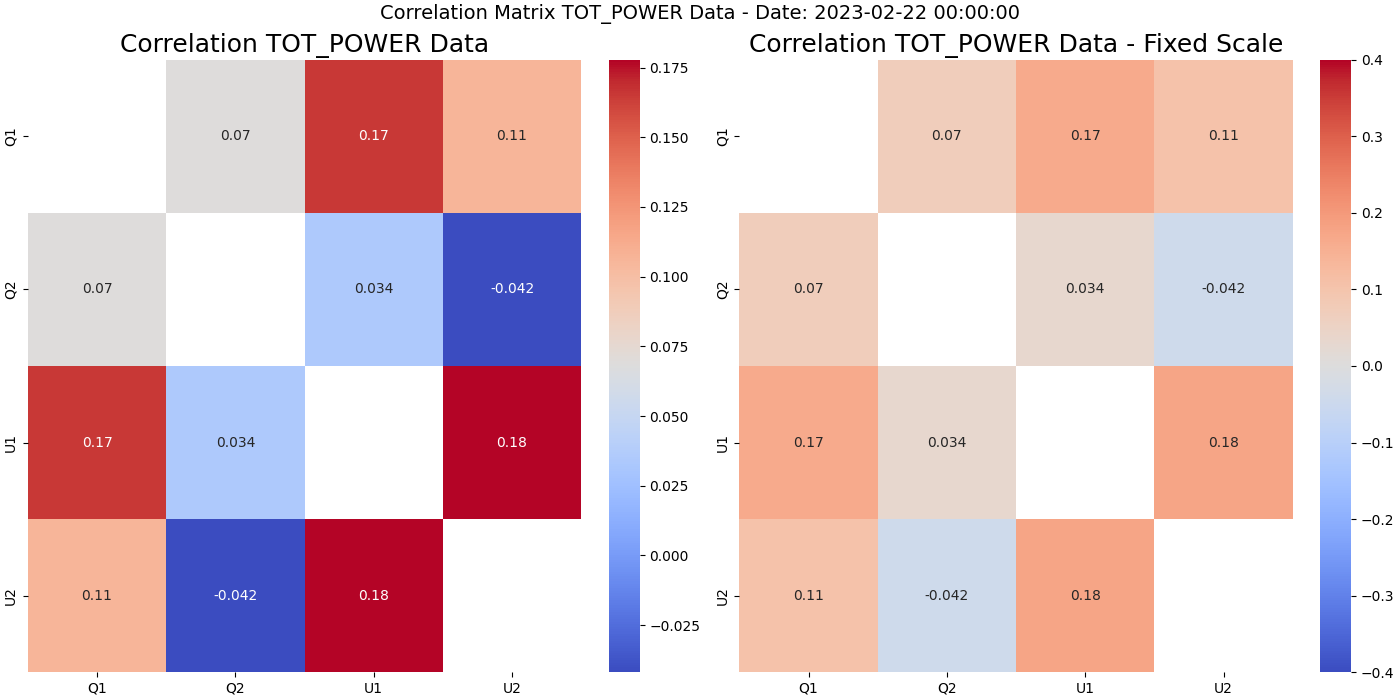 Correlation Matrix TOT_POWER Data - Date: 2023-02-22 00:00:00
Correlation TOT_POWER Data
Q1
0.07 0.17 0.11
Q2
0.07 0.034 -0.042
U1
0.17 0.034 0.18
U2
0.11 -0.042 0.18
Q1 Q2 U1 U2
0.175
0.150
0.125
0.100
0.075
0.050
0.025
0.000
−0.025
Correlation TOT_POWER Data - Fixed Scale
Q1
0.07 0.17 0.11
Q2
0.07 0.034 -0.042
U1
0.17 0.034 0.18
U2
0.11 -0.042 0.18
Q1 Q2 U1 U2
0.4
0.3
0.2
0.1
0.0
−0.1
−0.2
−0.3
−0.4